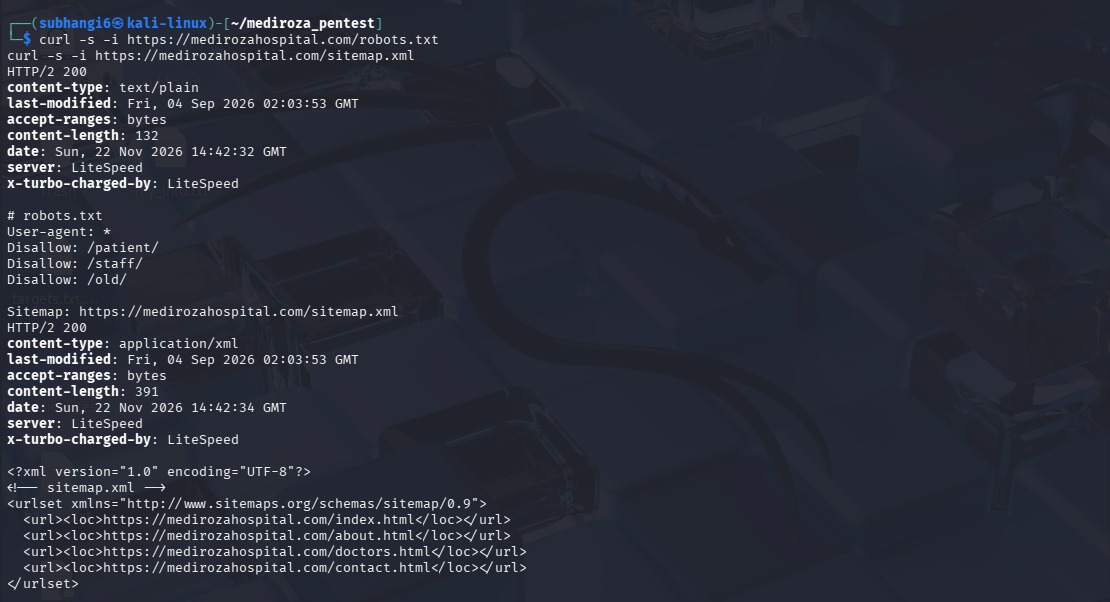 ┌──(subhangi6㉿kali-linux)-[~/mediroza_pentest]
└─$ curl -s -i https://medirozahospital.com/robots.txt
curl -s -i https://medirozahospital.com/sitemap.xml
HTTP/2 200
content-type: text/plain
last-modified: Fri, 04 Sep 2026 02:03:53 GMT
accept-ranges: bytes
content-length: 132
date: Sun, 22 Nov 2026 14:42:32 GMT
server: LiteSpeed
x-turbo-charged-by: LiteSpeed

# robots.txt
User-agent: *
Disallow: /patient/
Disallow: /staff/
Disallow: /old/
targets.txt

Sitemap: https://medirozahospital.com/sitemap.xml
HTTP/2 200
content-type: application/xml
last-modified: Fri, 04 Sep 2026 02:03:53 GMT
accept-ranges: bytes
content-length: 391
date: Sun, 22 Nov 2026 14:42:34 GMT
server: LiteSpeed
x-turbo-charged-by: LiteSpeed

<?xml version="1.0" encoding="UTF-8"?>
<!-- sitemap.xml -->
<urlset xmlns="http://www.sitemaps.org/schemas/sitemap/0.9">
  <url><loc>https://medirozahospital.com/index.html</loc></url>
  <url><loc>https://medirozahospital.com/about.html</loc></url>
  <url><loc>https://medirozahospital.com/doctors.html</loc></url>
  <url><loc>https://medirozahospital.com/contact.html</loc></url>
</urlset>